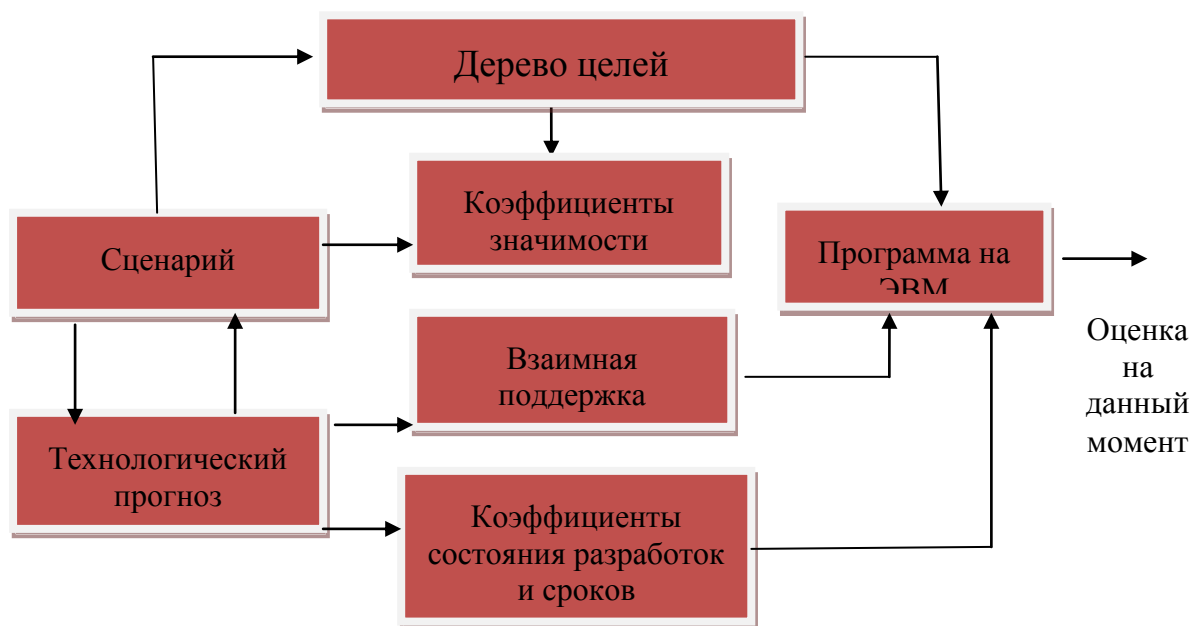 Дерево целей
Коэффициенты
значимости
Сценарий
Программа на
ЭВМ
Взаимная
поддержка
Оценка
на
данный
момент
Технологический
прогноз
Коэффициенты
состояния разработок
и сроков